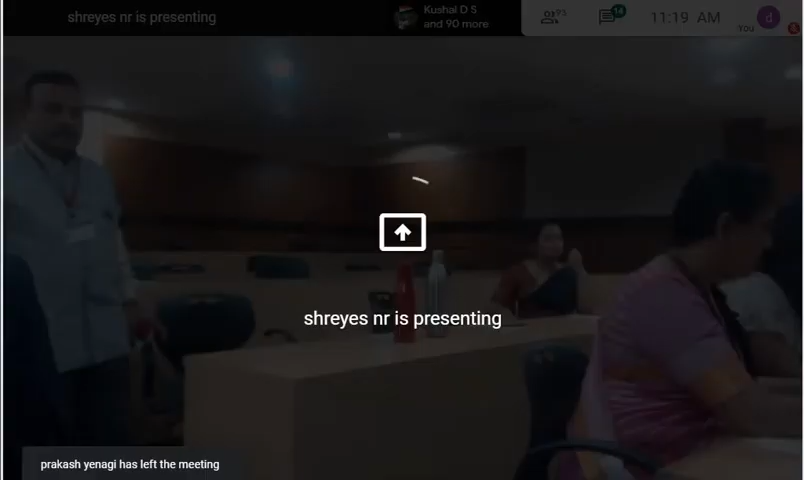 shreyes nr is presenting
Kushal D S
and 90 more
14
11:19 AM
You
d
shreyes nr is presenting
prakash yenagi has left the meeting